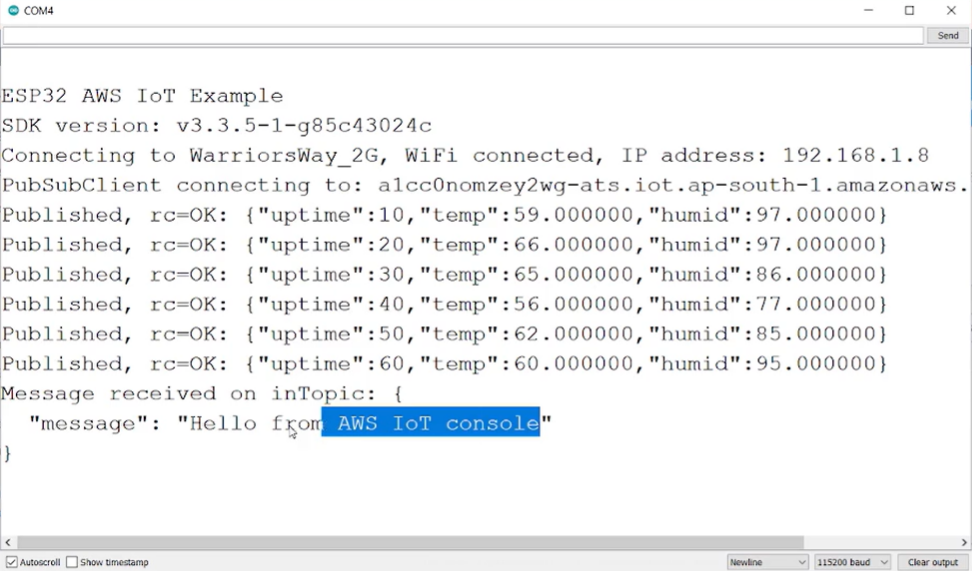 COM4
Send
ESP32 AWS IoT Example
SDK version: v3.3.5-1-g85c43024c
Connecting to WarriorsWay_2G, WiFi connected, IP address: 192.168.1.8
PubSubClient connecting to: a1cc0nomzey2wg-ats.iot.ap-south-1.amazonaws.
Published, rc=OK: {"uptime":10,"temp":59.000000,"humid":97.000000}
Published, rc=OK: {"uptime":20,"temp":66.000000,"humid":97.000000}
Published, rc=OK: {"uptime":30,"temp":65.000000,"humid":86.000000}
Published, rc=OK: {"uptime":40,"temp":56.000000,"humid":77.000000}
Published, rc=OK: {"uptime":50,"temp":62.000000,"humid":85.000000}
Published, rc=OK: {"uptime":60,"temp":60.000000,"humid":95.000000}
Message received on inTopic: {
  "message": "Hello from AWS IoT console"
}
Autoscroll Show timestamp Newline 115200 baud Clear output